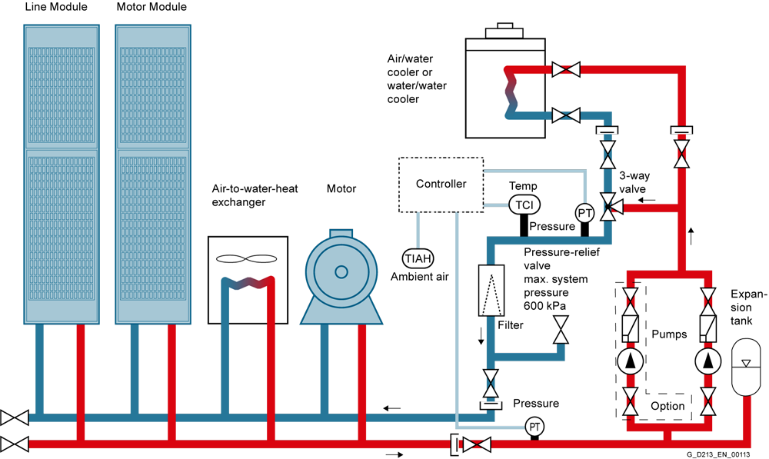 Line Module
Motor Module
Air/water
cooler or
water/water
cooler
Air-to-water-heat
exchanger
Motor
Controller
Temp
TCI
PT
Pressure
3-way
valve
TIAH
Ambient air
Pressure-relief
valve
max. system
pressure
600 kPa
Filter
Pumps
Expan-
sion
tank
Option
Pressure
PT
G_D213_EN_00113